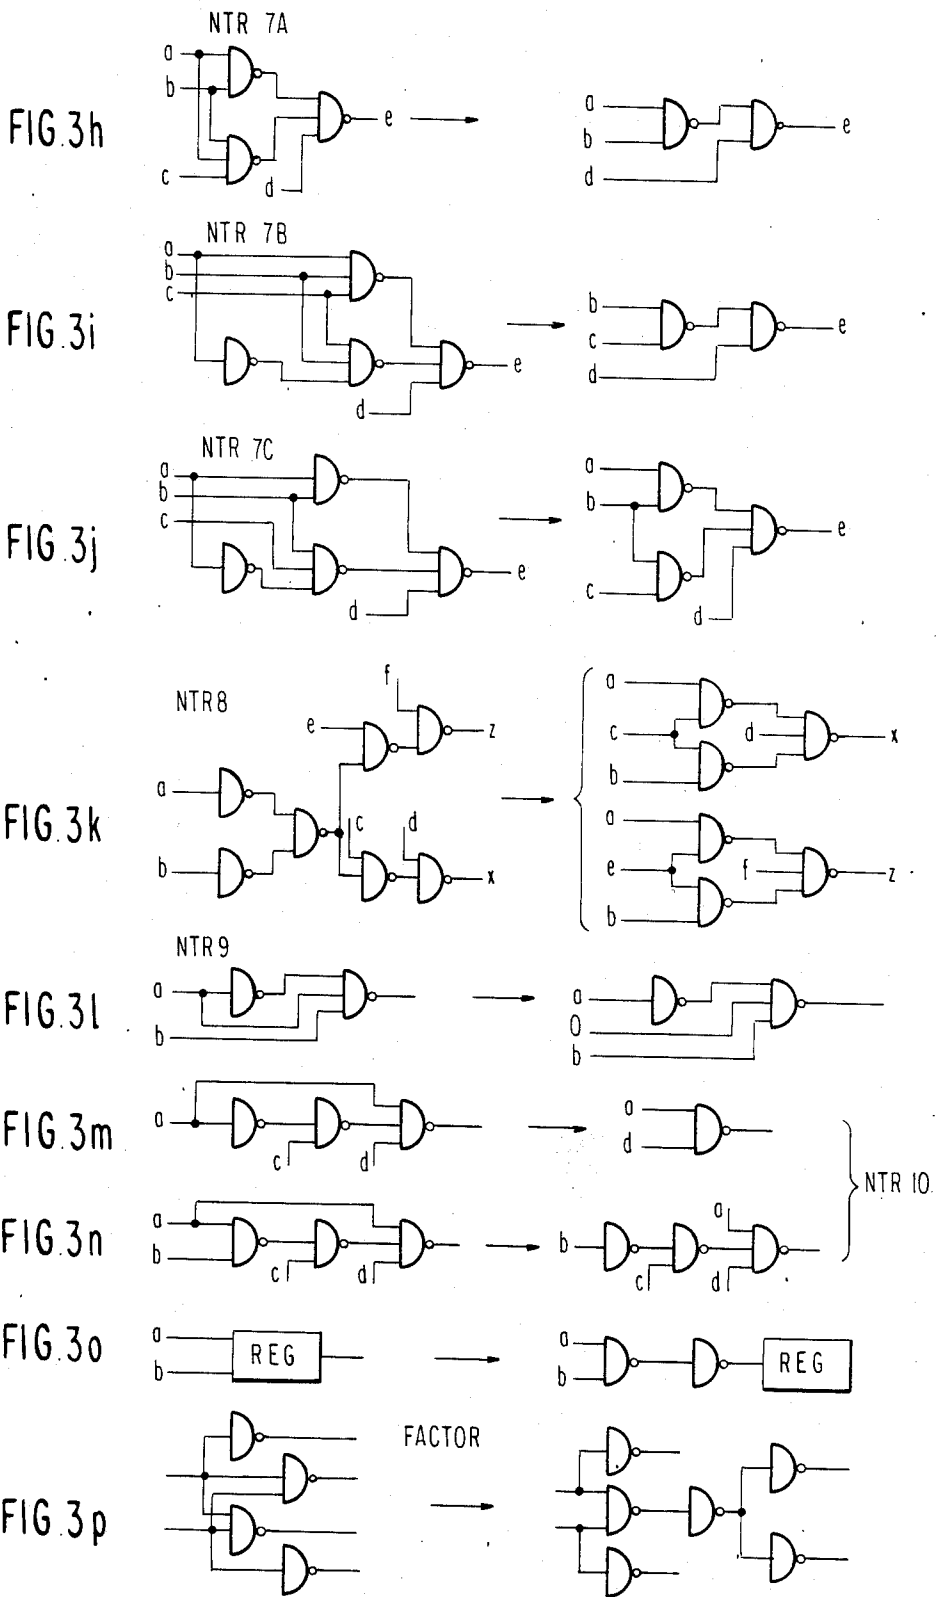 NTR 7A
a
b
c
d
e
a
b
d
e
FIG.3h
NTR 7B
a
b
c
d
e
b
c
d
e
FIG.3i
NTR 7C
a
b
c
d
e
a
b
c
d
e
FIG.3j
NTR8
a
b
e
f
z
c
d
x
a
c
b
d
x
a
e
b
f
z
FIG.3k
NTR9
a
b
a
0
b
FIG.3l
a
c
d
a
d
FIG.3m
NTR 10
a
b
c
d
b
c
a
d
FIG.3n
a
b
REG
a
b
REG
FIG.3o
FACTOR
FIG.3p